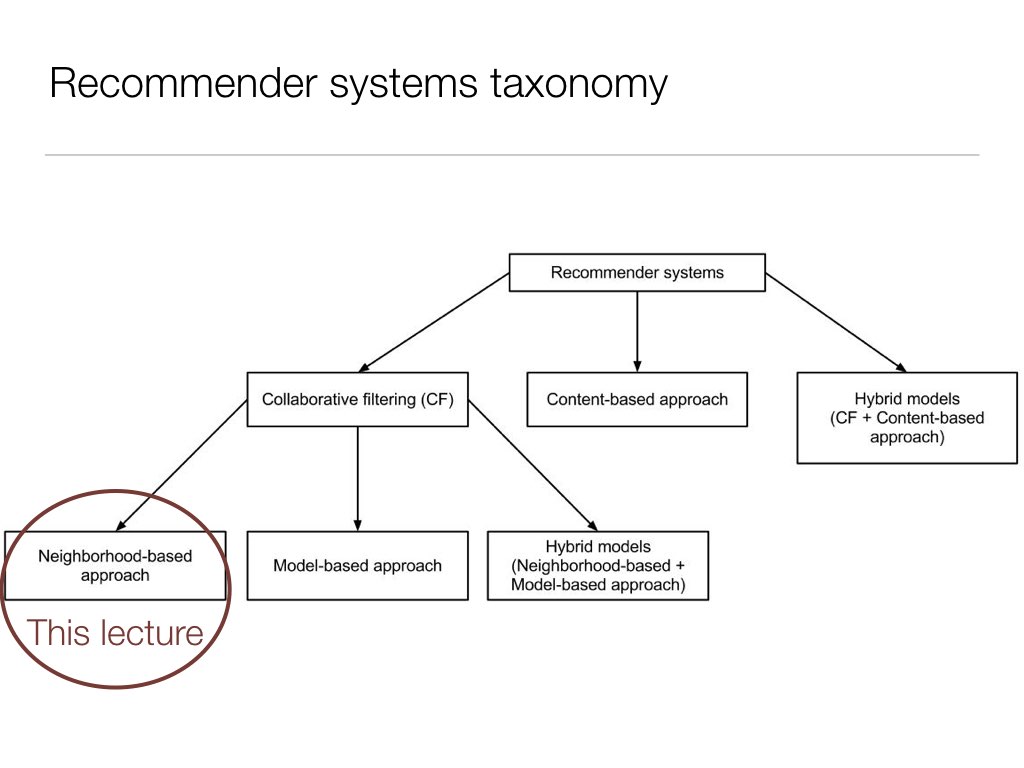 Recommender systems taxonomy
Recommender systems
Collaborative filtering (CF)
Content-based approach
Hybrid models
(CF + Content-based
approach)
Neighborhood-based
approach
Model-based approach
Hybrid models
(Neighborhood-based +
Model-based approach)
This lecture